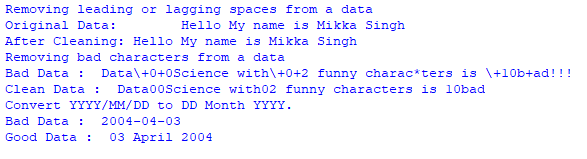 Removing leading or lagging spaces from a data
Original Data:        Hello My name is Mikka Singh
After Cleaning: Hello My name is Mikka Singh
Removing bad characters from a data
Bad Data :  Data\+0+0Science with\+0+2 funny charac*ters is \+10b+ad!!!
Clean Data :  Data00Science with02 funny characters is 10bad
Convert YYYY/MM/DD to DD Month YYYY.
Bad Data :  2004-04-03
Good Data :  03 April 2004